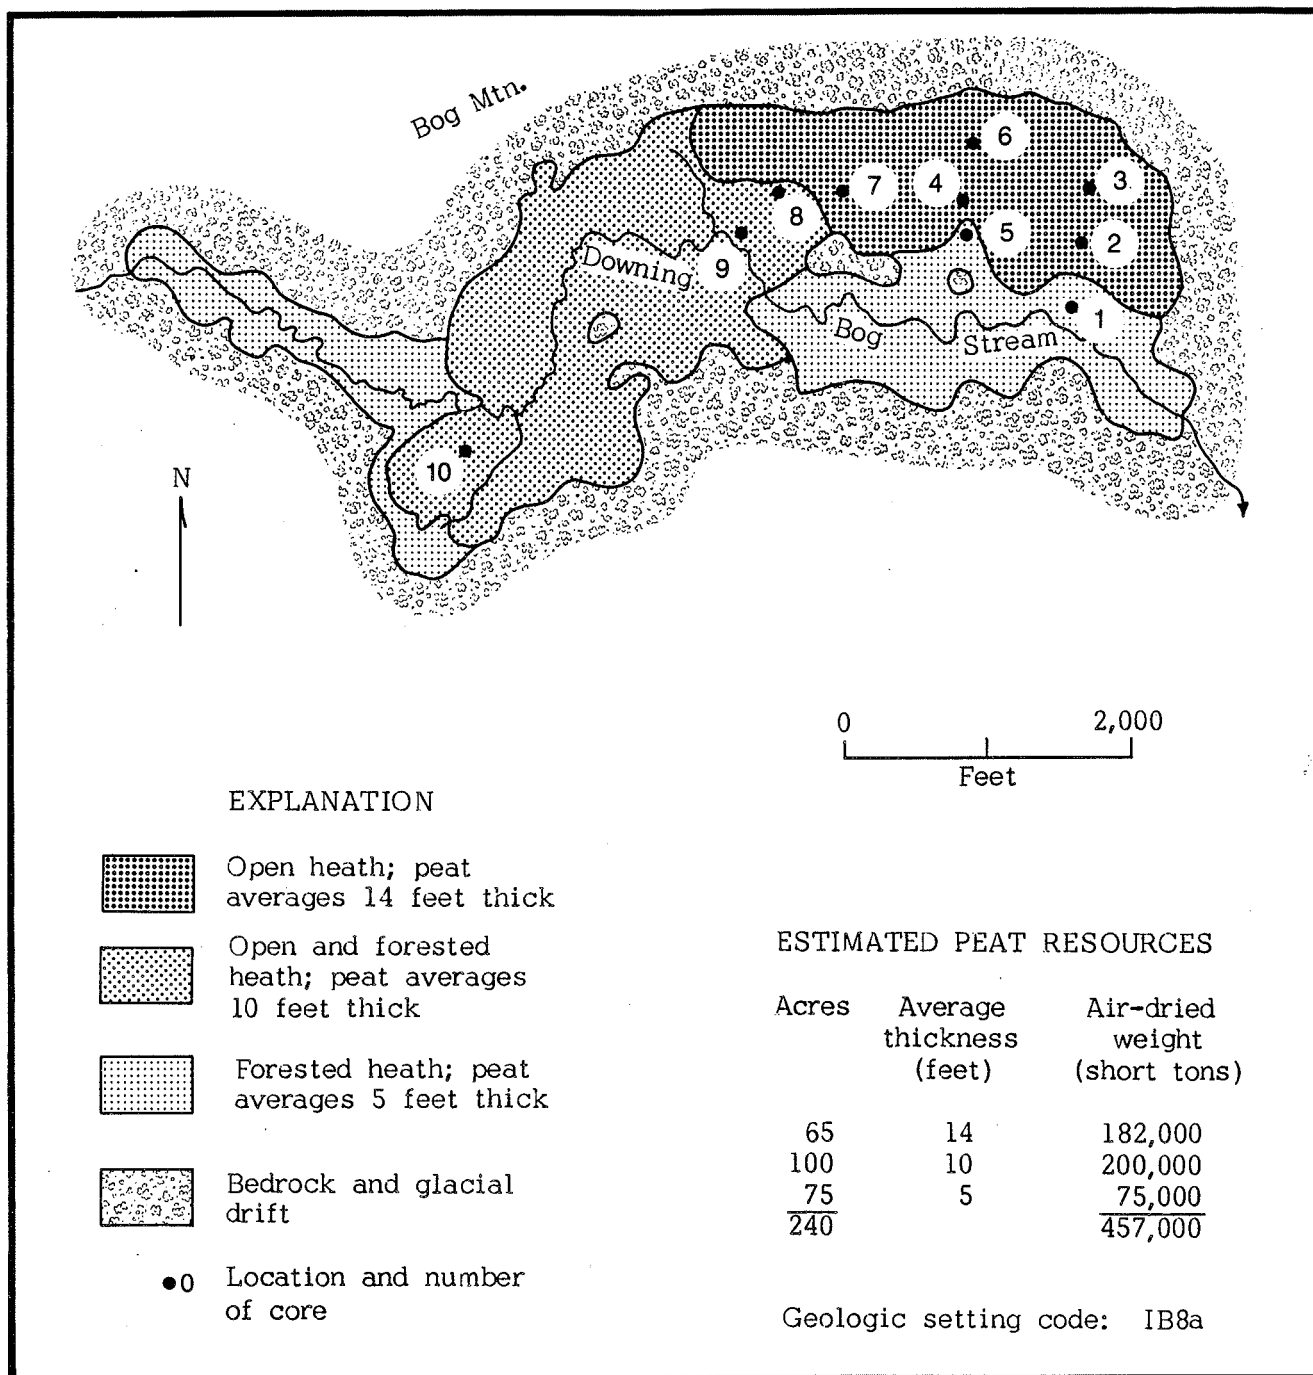 Bog Mtn.
6
7
4
3
8
5
2
Downing
9
1
Bog
Stream
10
N
0 2,000
Feet
EXPLANATION
Open heath; peat
averages 14 feet thick
Open and forested
heath; peat averages
10 feet thick
Forested heath; peat
averages 5 feet thick
Bedrock and glacial
drift
0 Location and number
of core
ESTIMATED PEAT RESOURCES
Acres Average Air-dried
thickness weight
(feet) (short tons)
65 14 182,000
100 10 200,000
75 5 75,000
240 457,000
Geologic setting code: IB8a